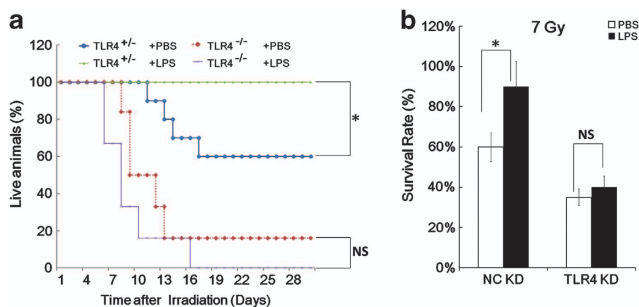 a
120
100
80
60
40
20
0
Live animals (%)
TLR4+/- +PBS
TLR4-/- +PBS
TLR4+/- +LPS
TLR4-/- +LPS
*
NS
1 4 7 10 13 16 19 22 25 28
Time after Irradiation (Days)
b
7 Gy
PBS
LPS
120%
100%
80%
60%
40%
20%
0%
Survival Rate (%)
*
NS
NC KD
TLR4 KD